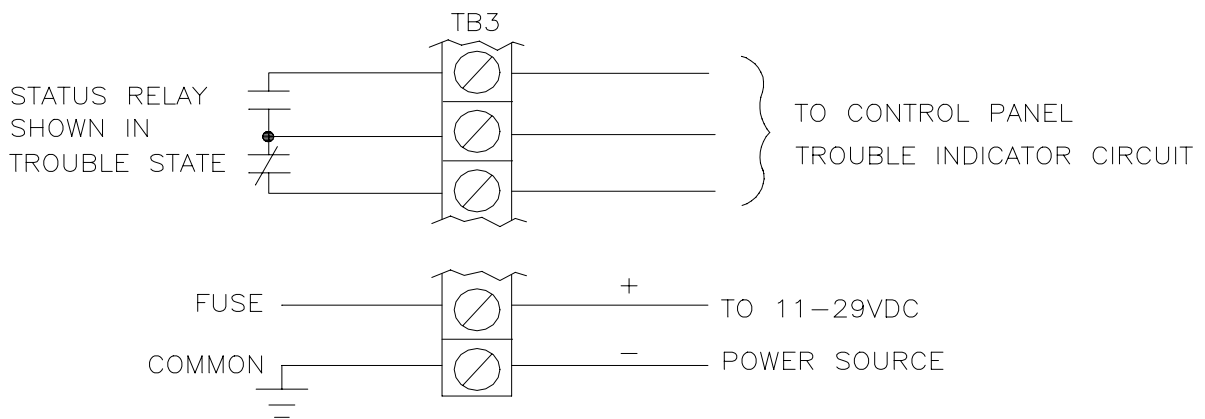 TB3
STATUS RELAY
SHOWN IN
TROUBLE STATE
TO CONTROL PANEL
TROUBLE INDICATOR CIRCUIT
FUSE
+
TO 11-29VDC
COMMON
-
POWER SOURCE